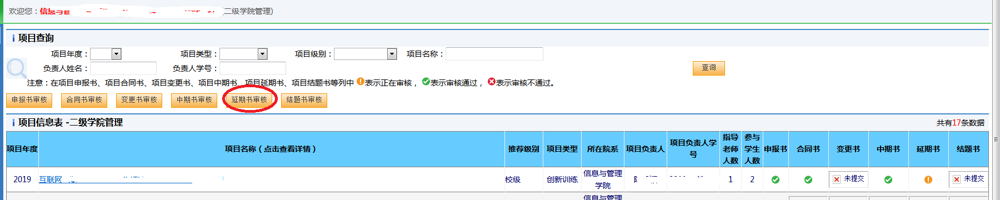 欢迎您：信息与 (二级学院管理)
项目查询
项目年度： 项目类型： 项目级别： 项目名称：
负责人姓名： 负责人学号： 查询
注意：在项目申报书、项目合同书、项目变更书、项目中期书、项目延期书、项目结题书等列中 表示正在审核， 表示审核通过， 表示审核不通过。
申报书审核 合同书审核 变更书审核 中期书审核 延期书审核 结题书审核
项目信息表 -二级学院管理 共有17条数据
项目年度 项目名称（点击查看详情） 推荐级别 项目类型 所在院系 项目负责人 项目负责人学号 指导老师人数 参与学生人数 申报书 合同书 变更书 中期书 延期书 结题书
2019 互联网 校级 创新训练 信息与管理学院 1 2 未提交 未提交
信息与管理